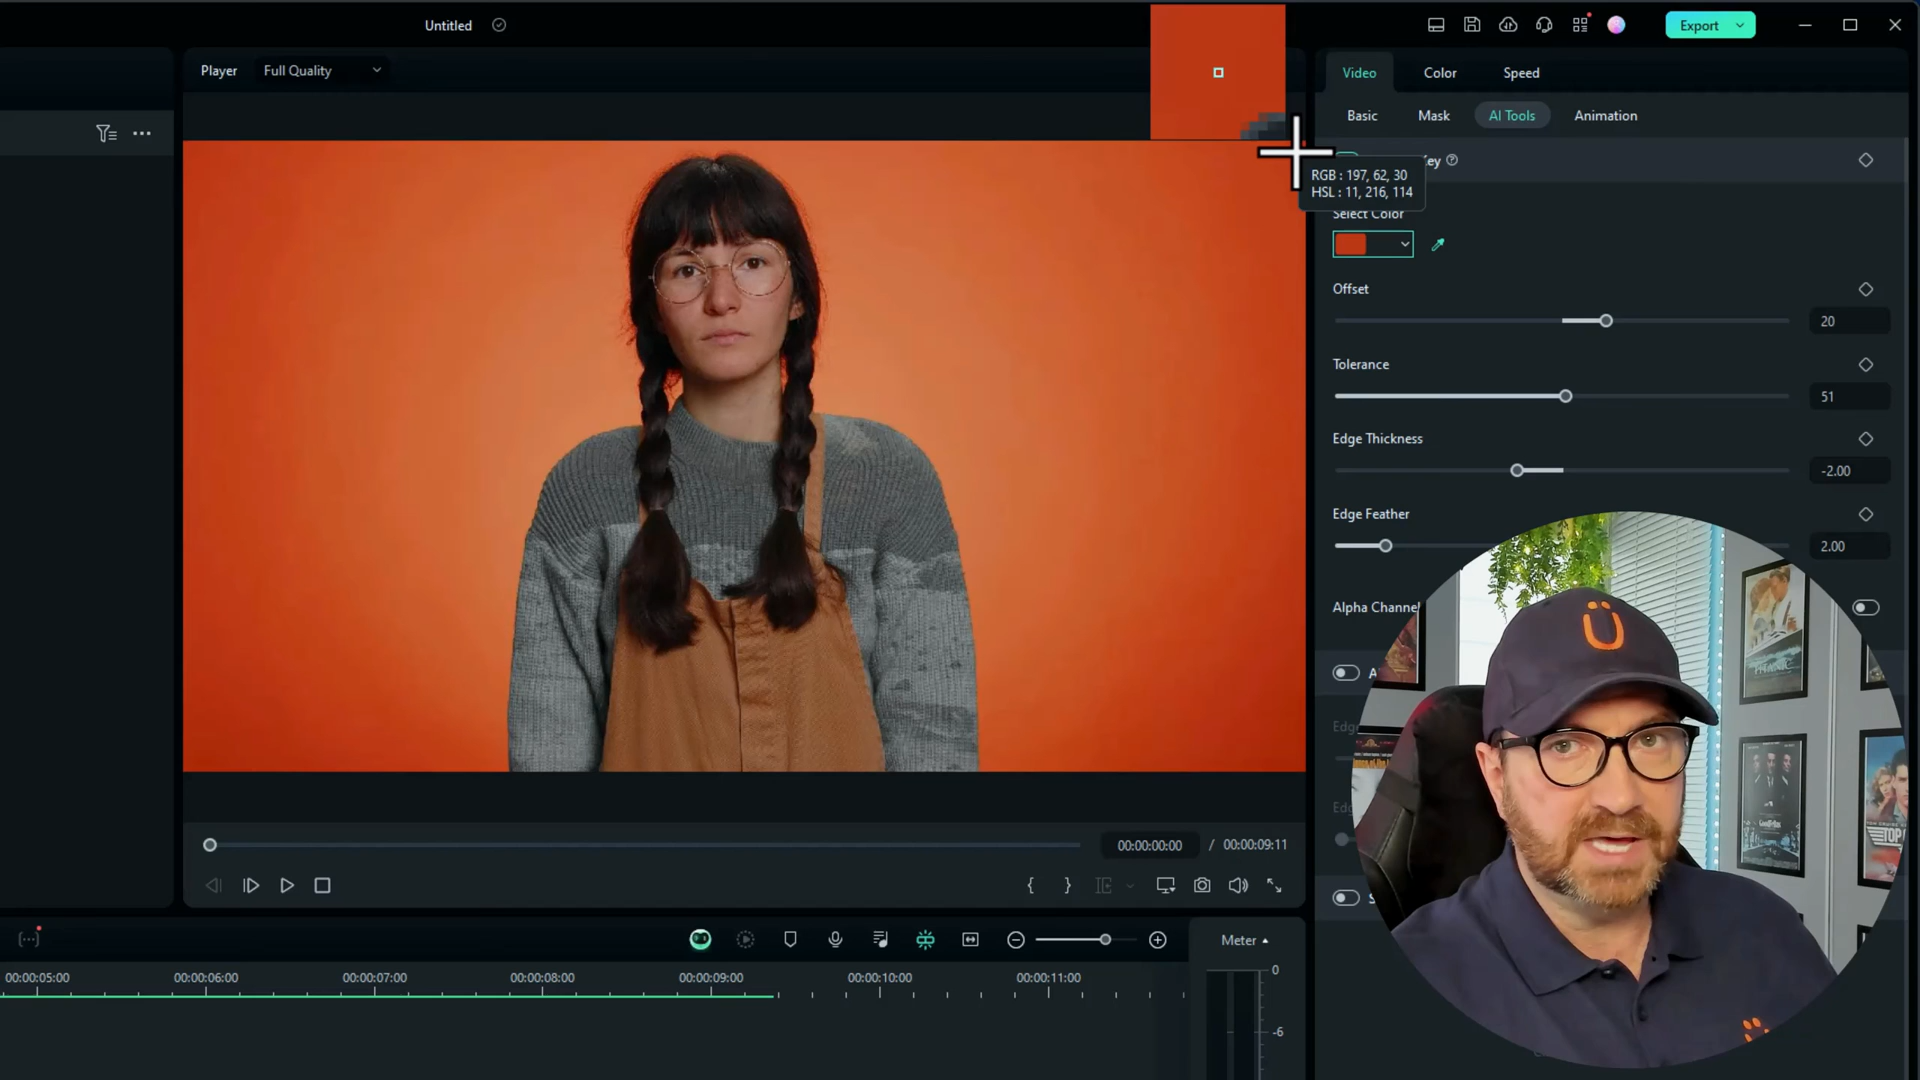 Untitled
Export
Player
Full Quality
Video
Color
Speed
Basic
Mask
AI Tools
Animation
RGB : 197, 62, 30
HSL : 11, 216, 114
Select Color
Offset
20
Tolerance
51
Edge Thickness
-2.00
Edge Feather
2.00
Alpha Channel
TITANIC
GoodFellas
TOP
Ü
00:00:00:00
/
00:00:09:11
Meter
00:00:05:00
00:00:06:00
00:00:07:00
00:00:08:00
00:00:09:00
00:00:10:00
00:00:11:00
0
-6